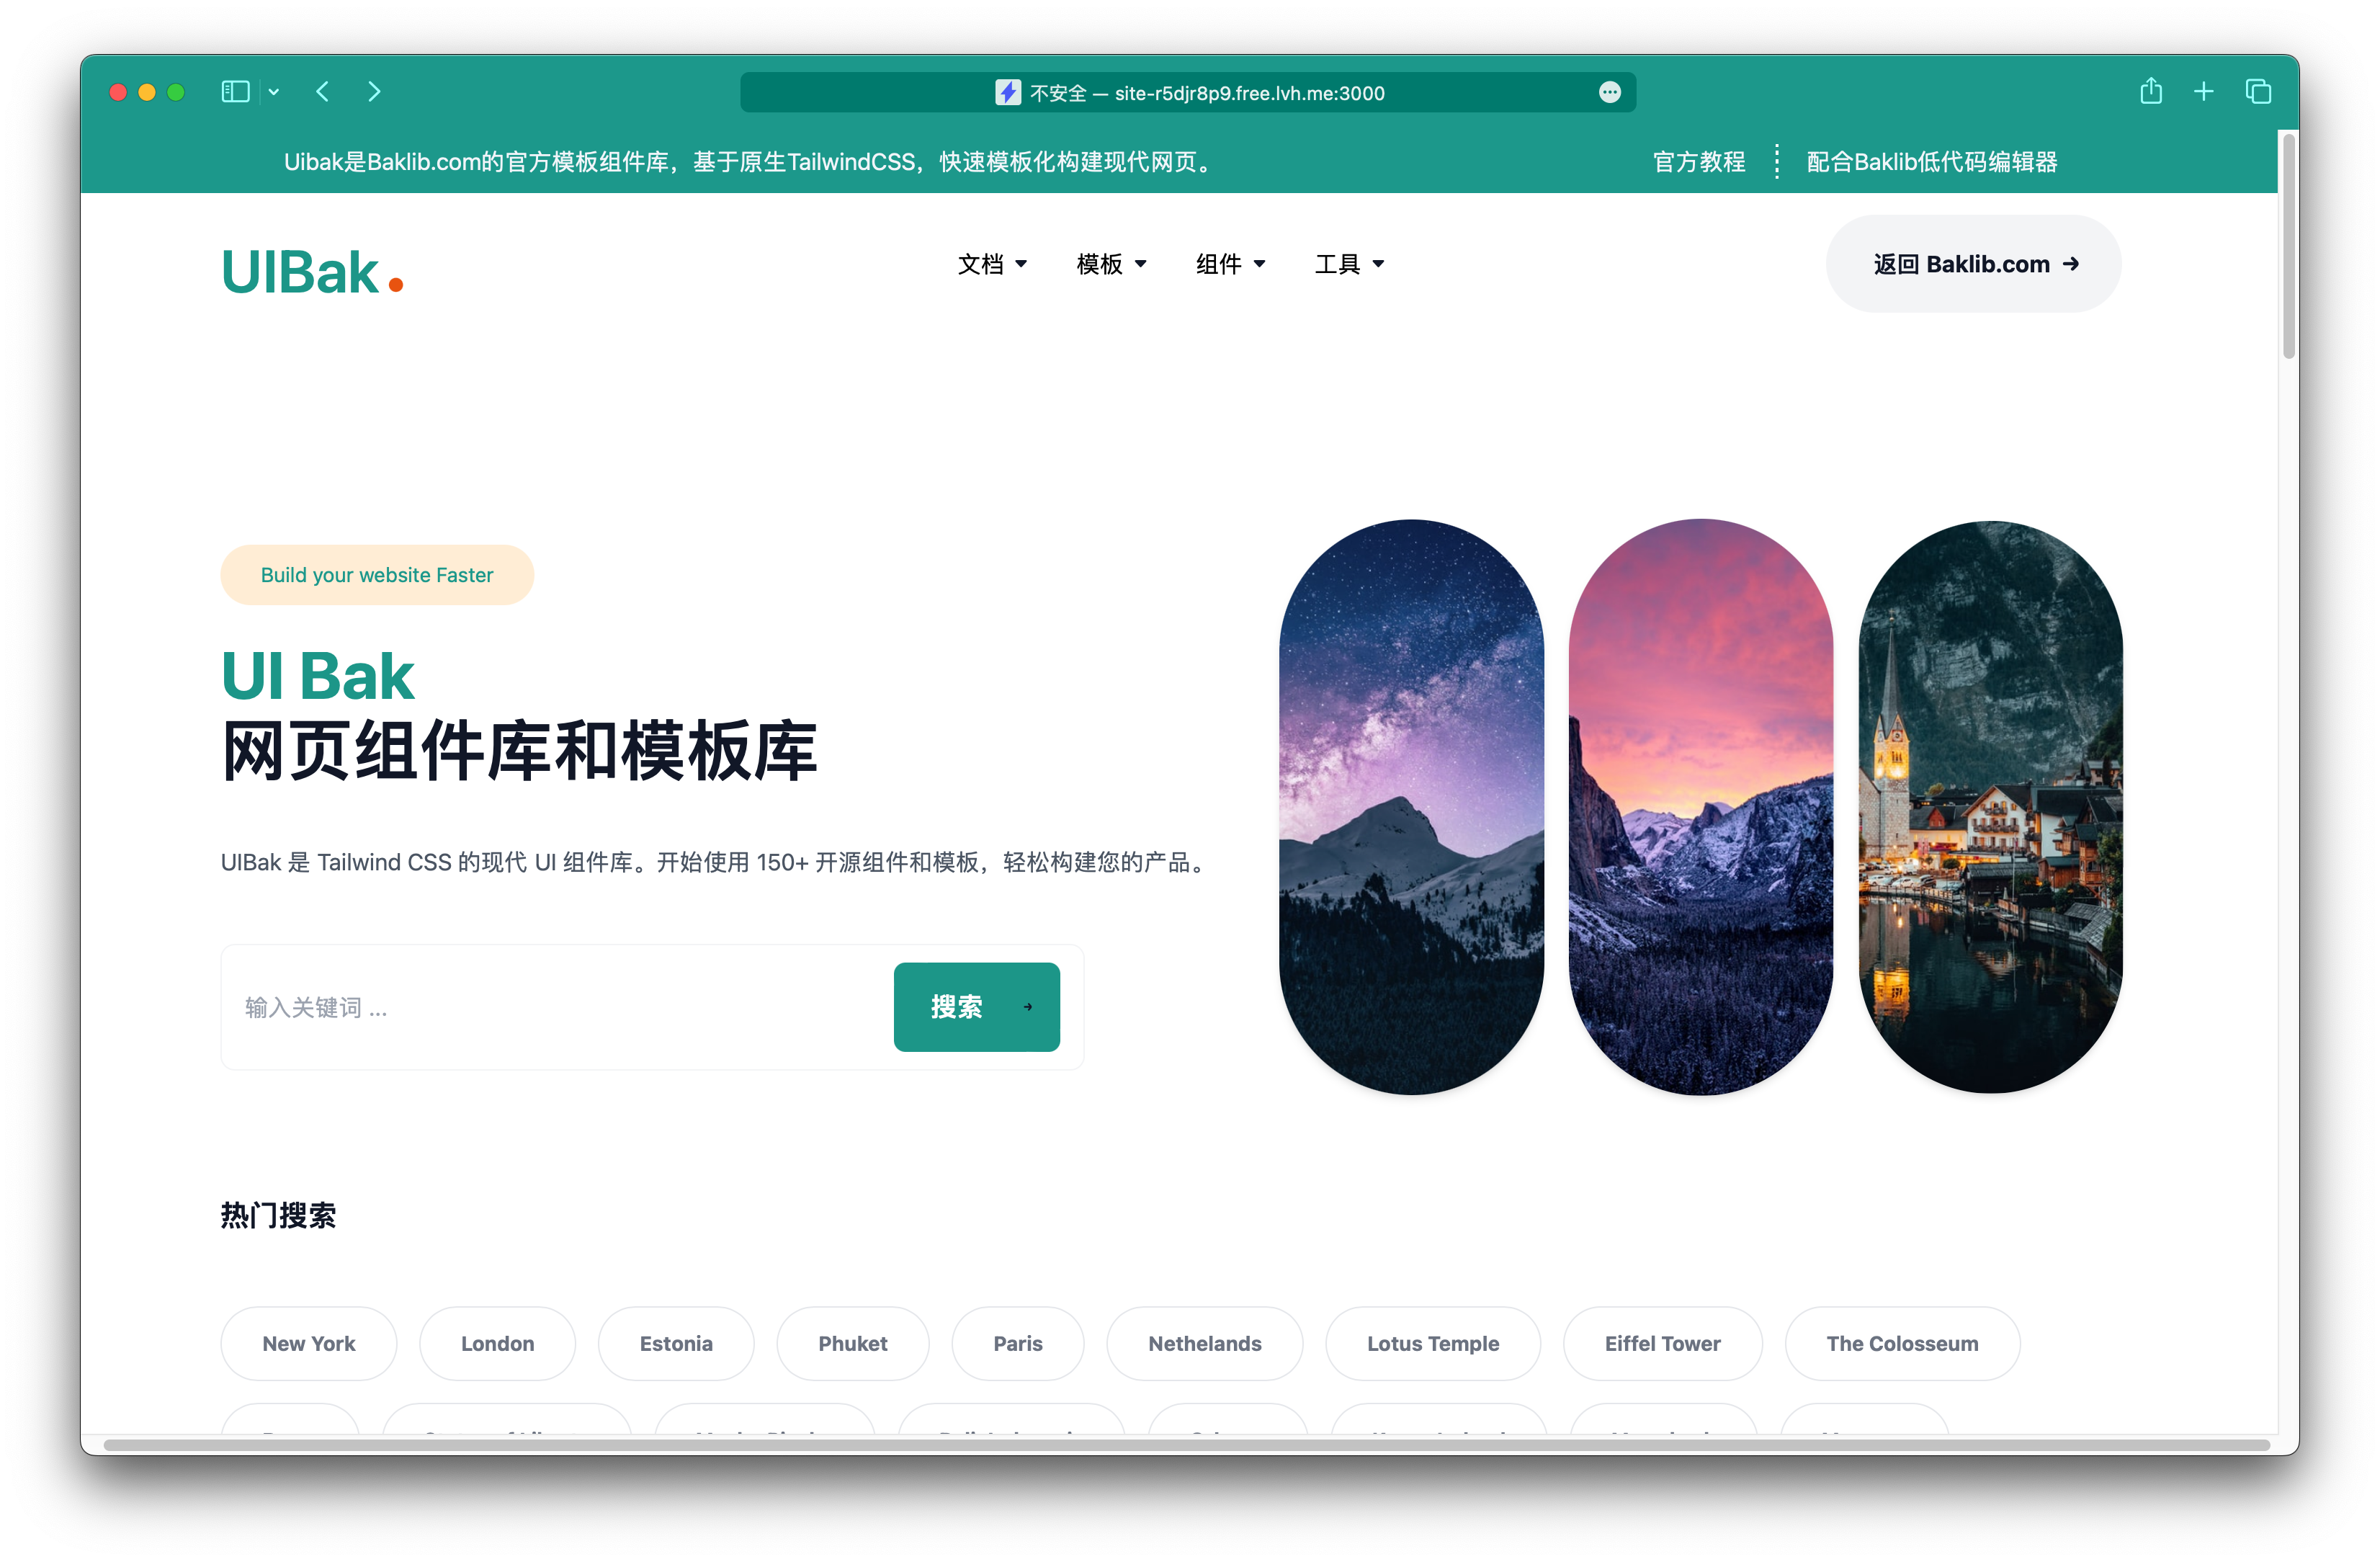 不安全 — site-r5djr8p9.free.lvh.me:3000
Uibak是Baklib.com的官方模板组件库，基于原生TailwindCSS，快速模板化构建现代网页。
官方教程
配合Baklib低代码编辑器
UIBak
文档
模板
组件
工具
返回 Baklib.com →
Build your website Faster
UI Bak
网页组件库和模板库
UIBak 是 Tailwind CSS 的现代 UI 组件库。开始使用 150+ 开源组件和模板，轻松构建您的产品。
输入关键词 ...
搜索 →
热门搜索
New York
London
Estonia
Phuket
Paris
Nethelands
Lotus Temple
Eiffel Tower
The Colosseum